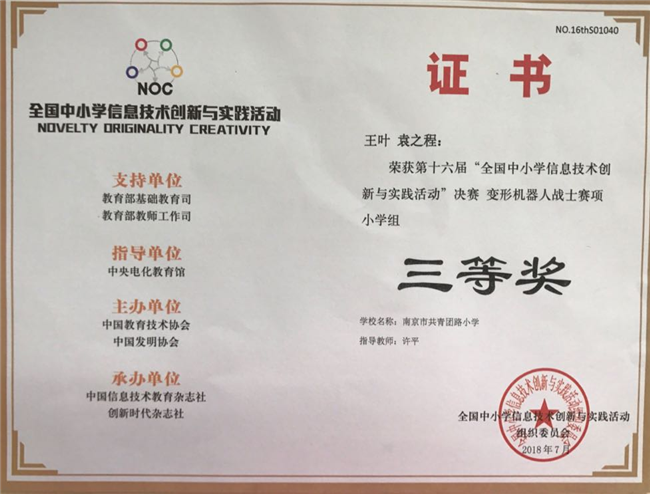 NO.16thS01040
NOC
全国中小学信息技术创新与实践活动
NOVELTY ORIGINALITY CREATIVITY
支持单位
教育部基础教育司
教育部教师工作司
指导单位
中央电化教育馆
主办单位
中国教育技术协会
中国发明协会
承办单位
中国信息技术教育杂志社
创新时代杂志社
证书
王叶 袁之程:
荣获第十六届“全国中小学信息技术创
新与实践活动”决赛 变形机器人战士赛项
小学组
三等奖
学校名称: 南京市共青团路小学
指导教师: 许平
全国中小学信息技术创新与实践活动
组织委员会
2018年7月